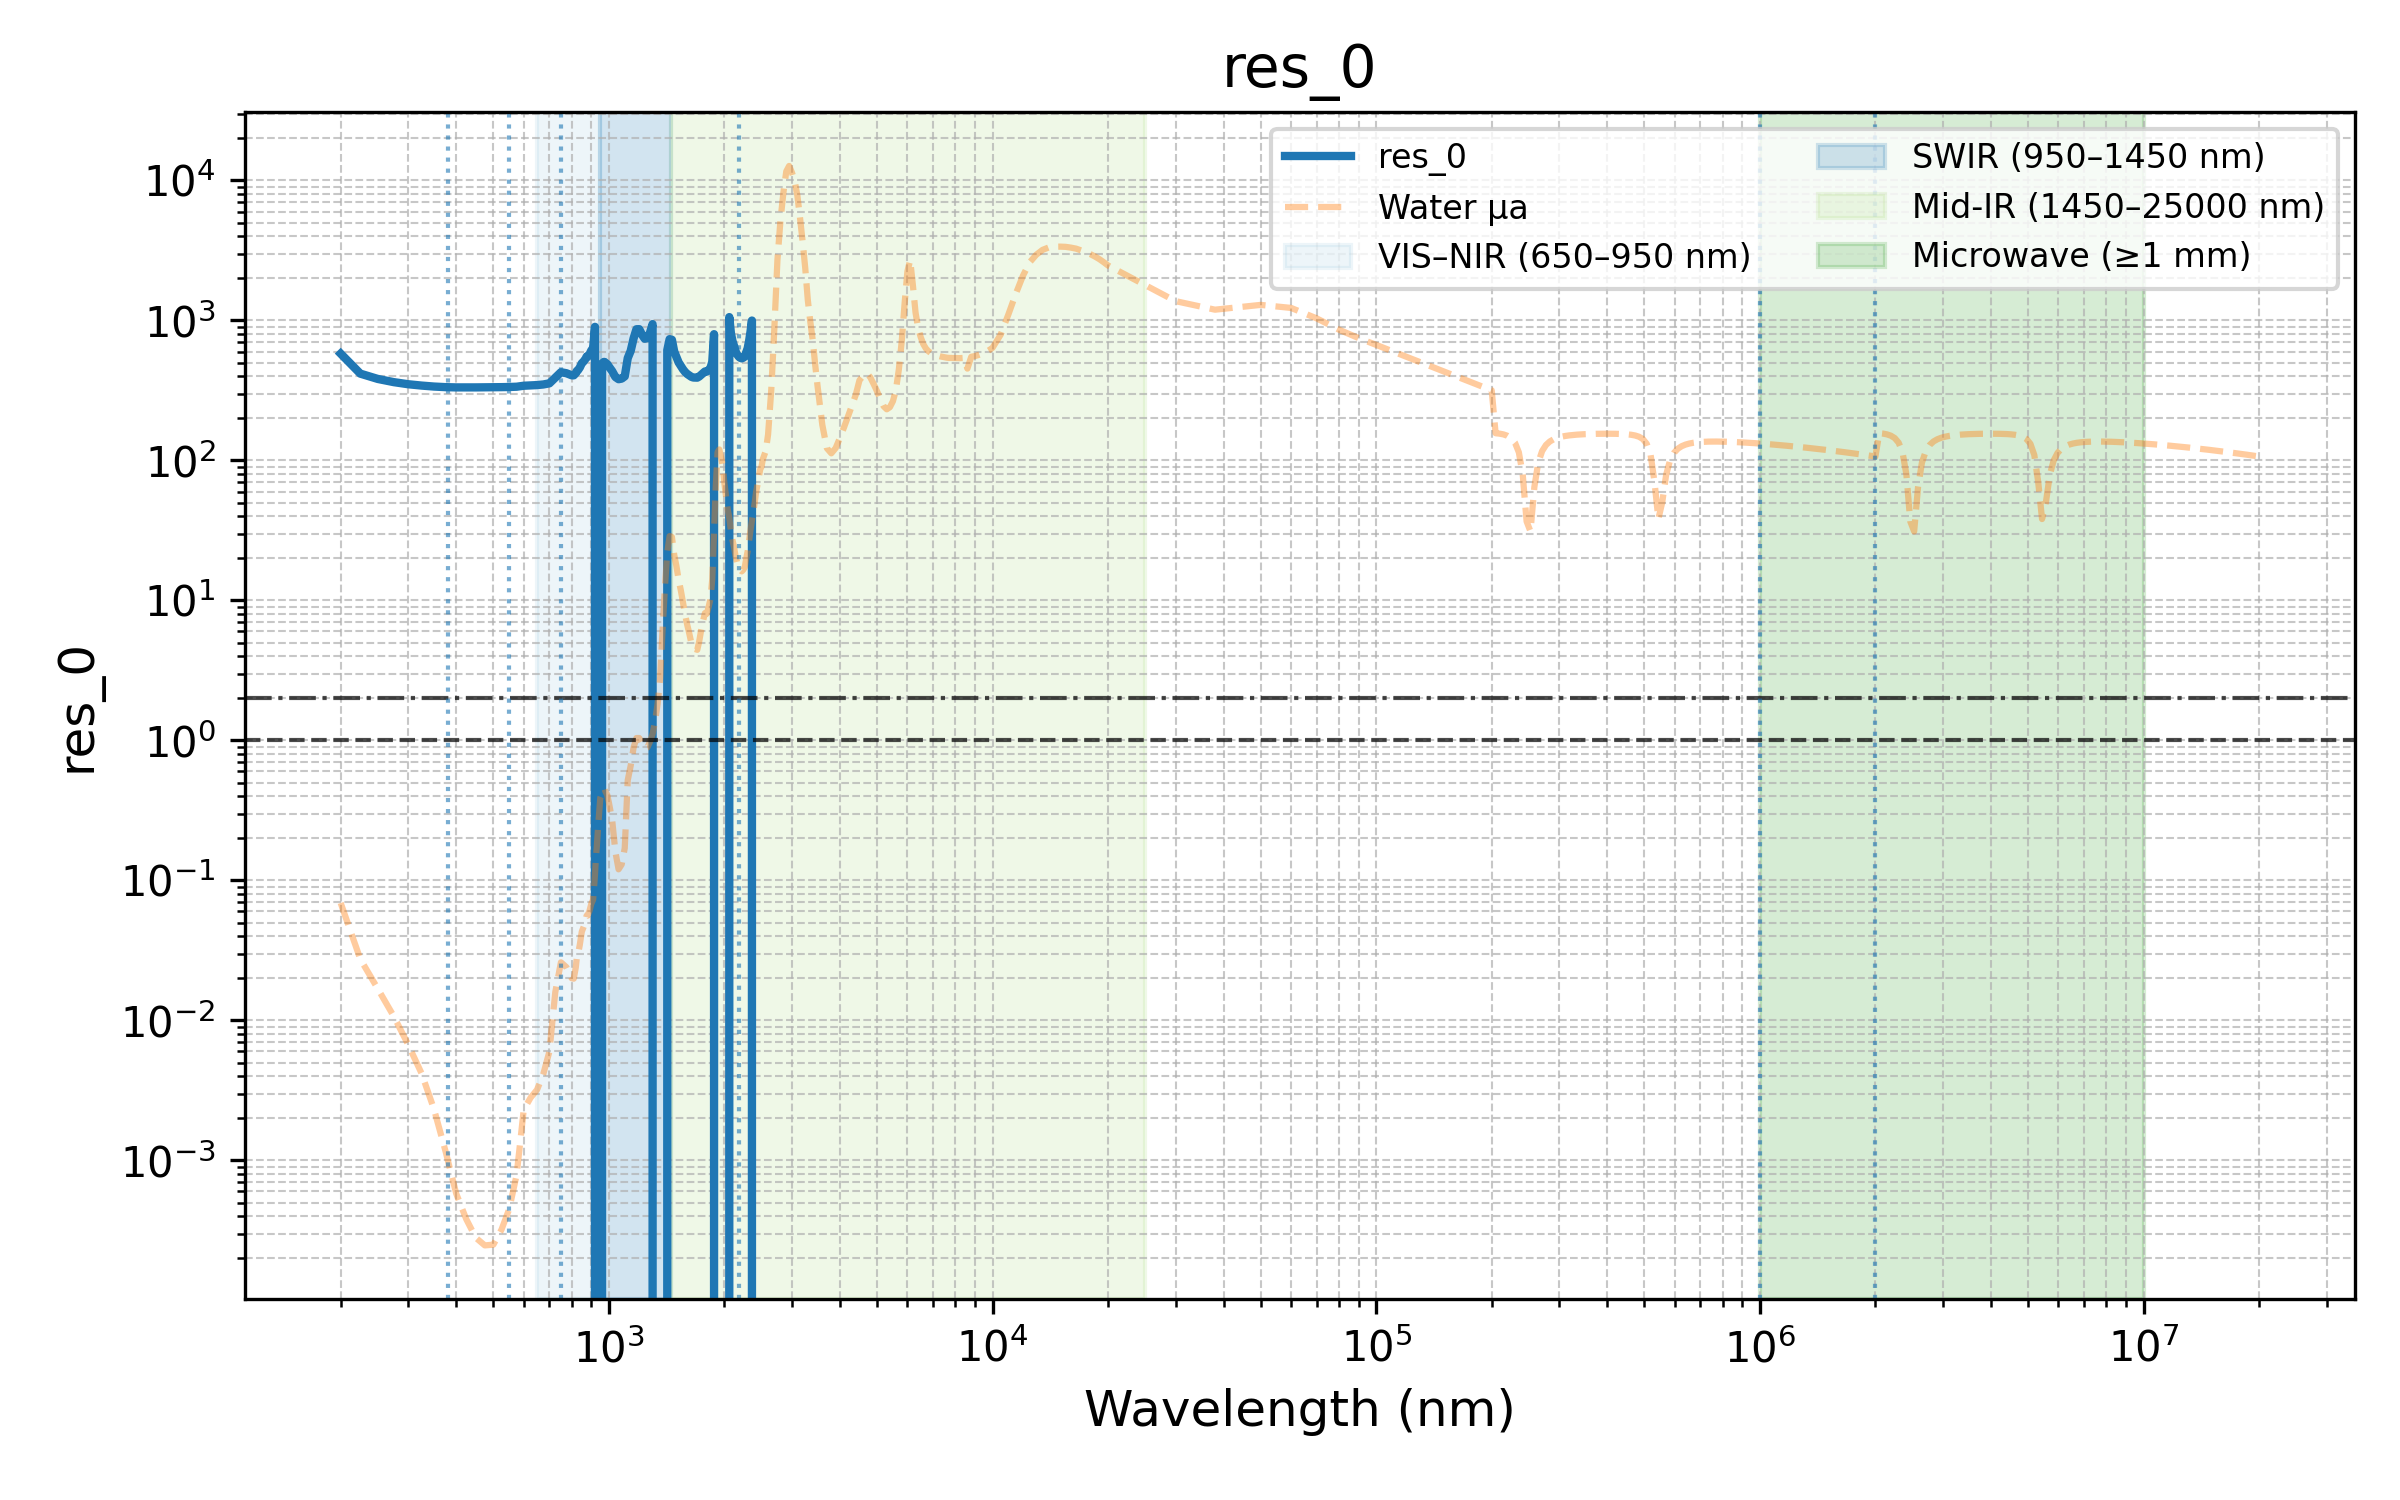 res_0
res_0
Water μa
VIS–NIR (650–950 nm)
SWIR (950–1450 nm)
Mid-IR (1450–25000 nm)
Microwave (≥1 mm)
res_0
10⁴
10³
10²
10¹
10⁰
10⁻¹
10⁻²
10⁻³
10³
10⁴
10⁵
10⁶
10⁷
Wavelength (nm)